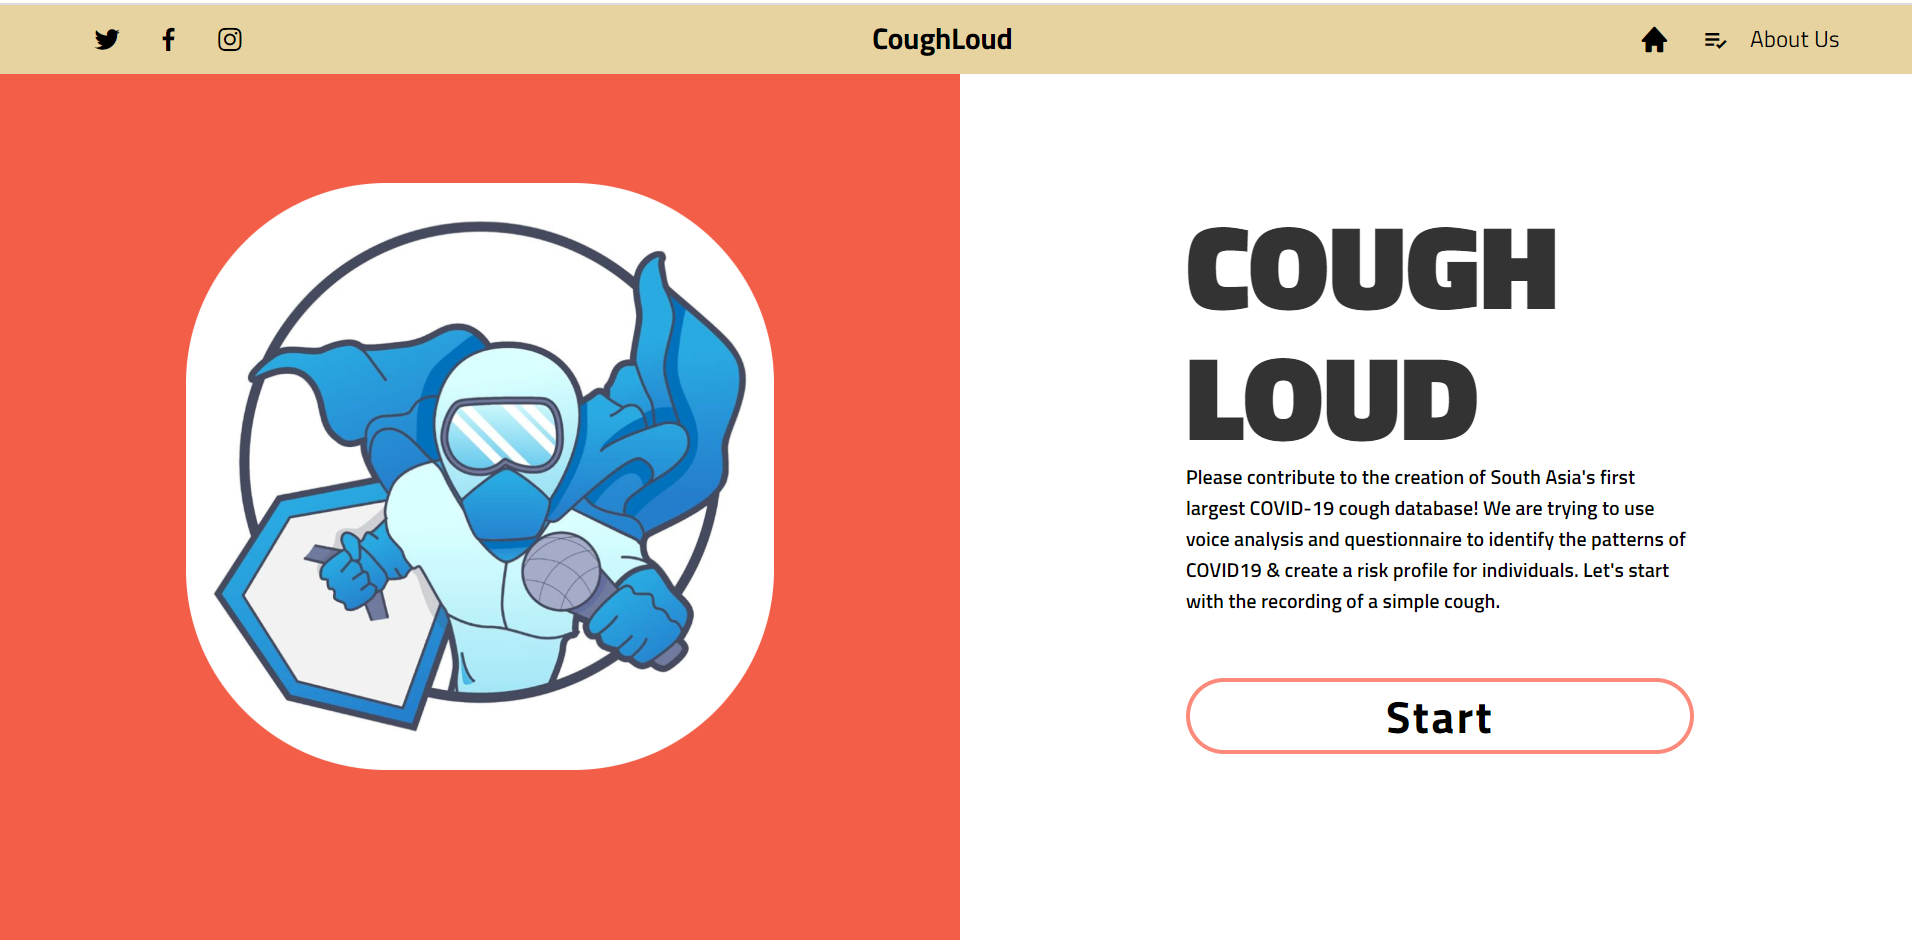 CoughLoud
About Us
COUGH
LOUD
Please contribute to the creation of South Asia's first
largest COVID-19 cough database! We are trying to use
voice analysis and questionnaire to identify the patterns of
COVID19 & create a risk profile for individuals. Let's start
with the recording of a simple cough.
Start